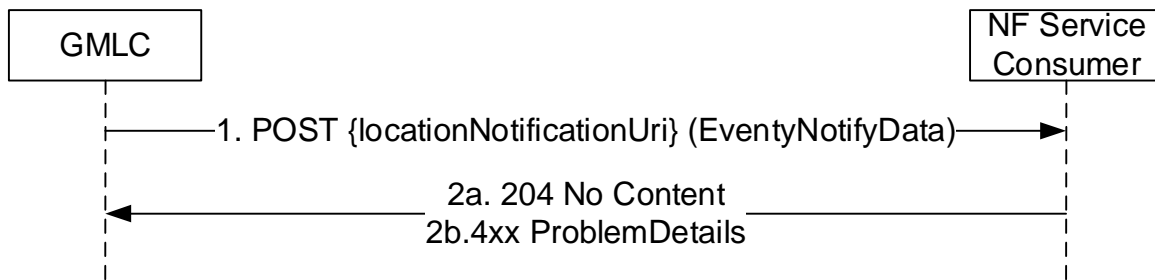 GMLC
NF Service
Consumer
1. POST {locationNotificationUri} (EventyNotifyData)
2a. 204 No Content
2b.4xx ProblemDetails